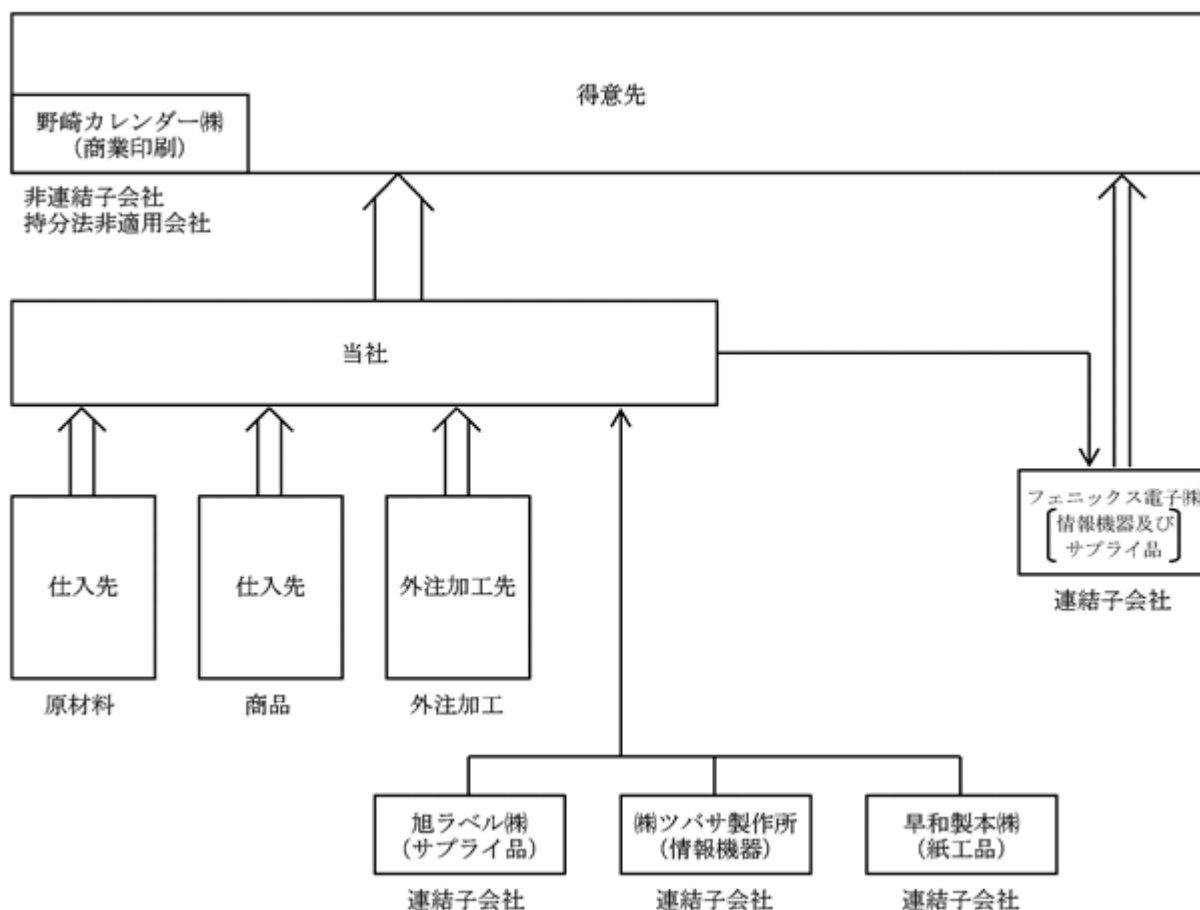 得意先
野崎カレンダー㈱
（商業印刷）
非連結子会社
持分法非適用会社
当社
フェニックス電子㈱
情報機器及び
サプライ品
連結子会社
仕入先
仕入先
外注加工先
原材料
商品
外注加工
旭ラベル㈱
（サプライ品）
㈱ツバサ製作所
（情報機器）
早和製本㈱
（紙工品）
連結子会社
連結子会社
連結子会社